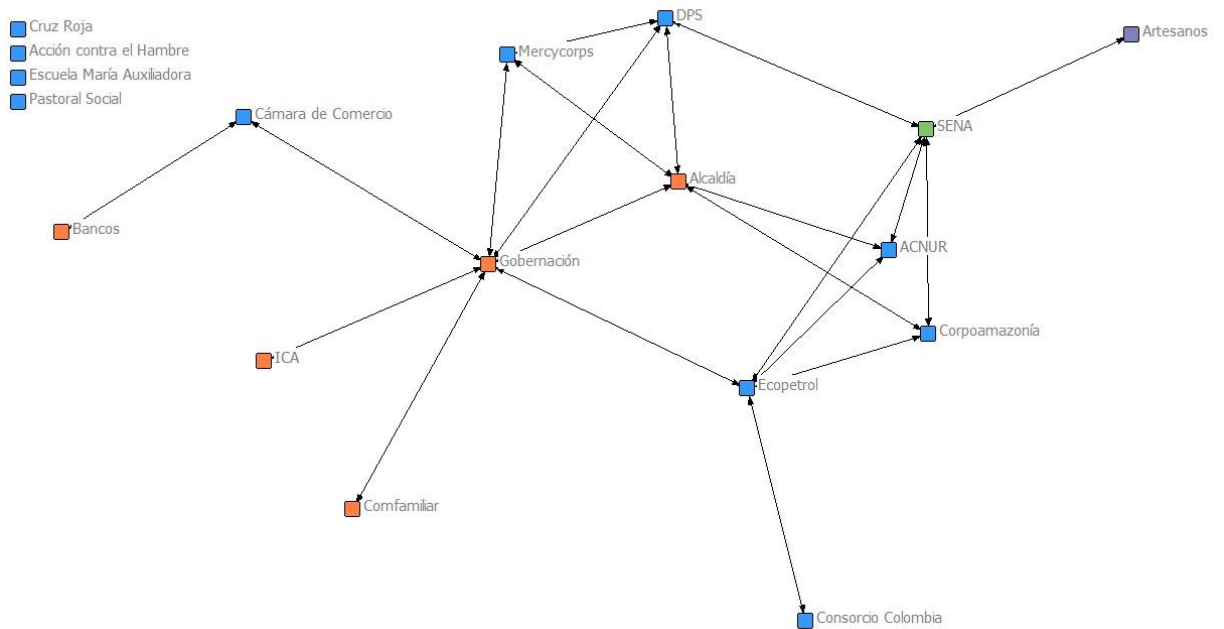 Cruz Roja
Acción contra el Hambre
Escuela María Auxiliadora
Pastoral Social
DPS
Mercycorps
Artesanos
Cámara de Comercio
SENA
Alcaldía
Bancos
ACNUR
Gobernación
Corpoamazonía
ICA
Ecopetrol
Comfamiliar
Consorcio Colombia